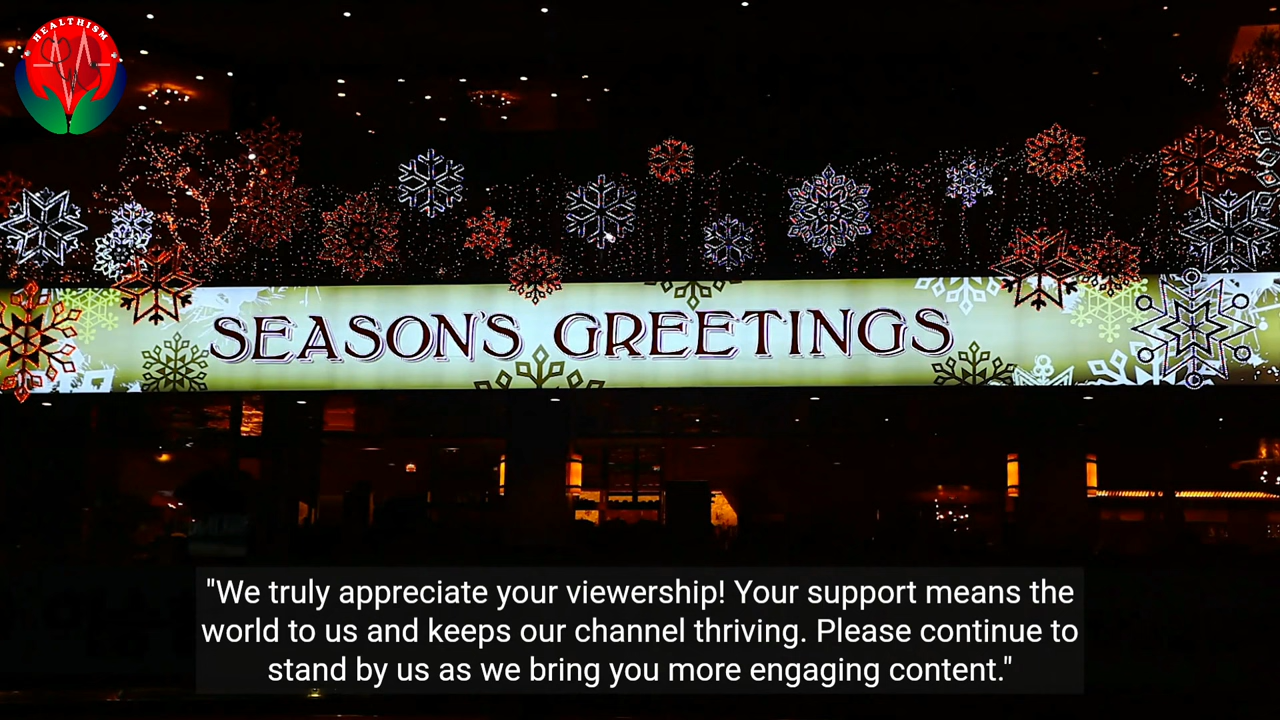 HEALTHISM
SEASON'S GREETINGS
"We truly appreciate your viewership! Your support means the
world to us and keeps our channel thriving. Please continue to
stand by us as we bring you more engaging content."